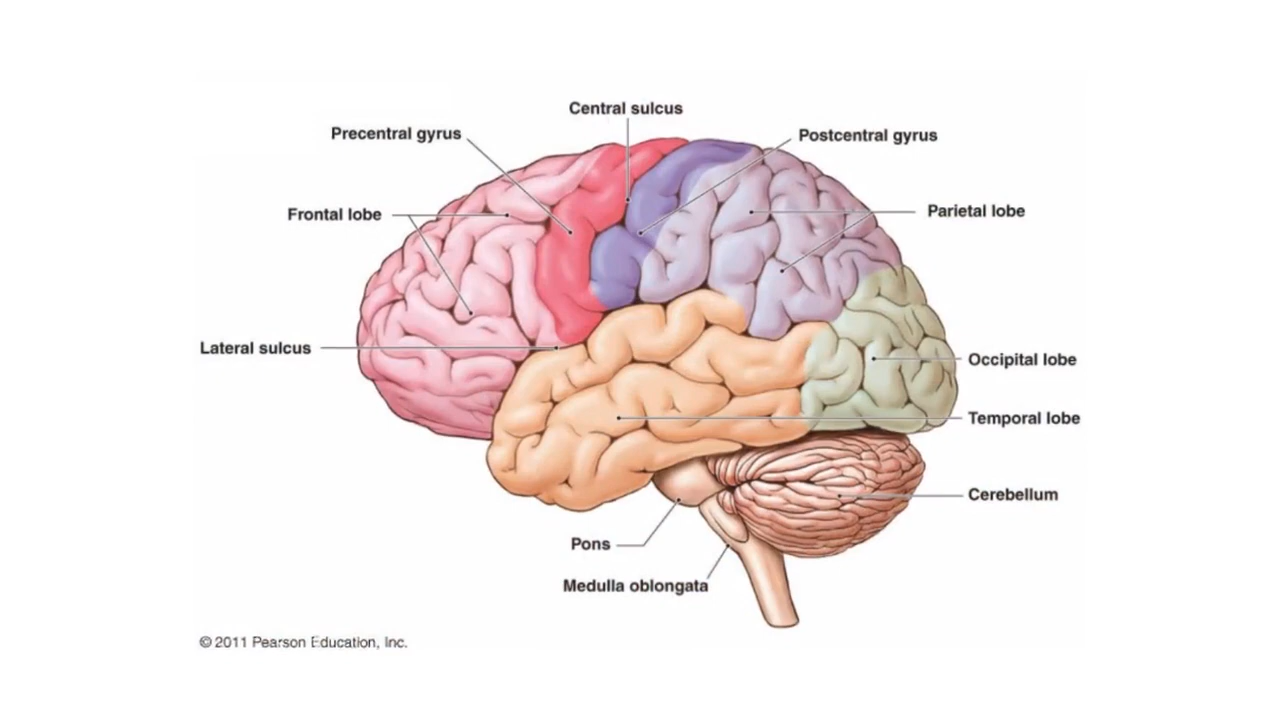 Central sulcus
Precentral gyrus
Postcentral gyrus
Frontal lobe
Parietal lobe
Lateral sulcus
Occipital lobe
Temporal lobe
Cerebellum
Pons
Medulla oblongata
© 2011 Pearson Education, Inc.